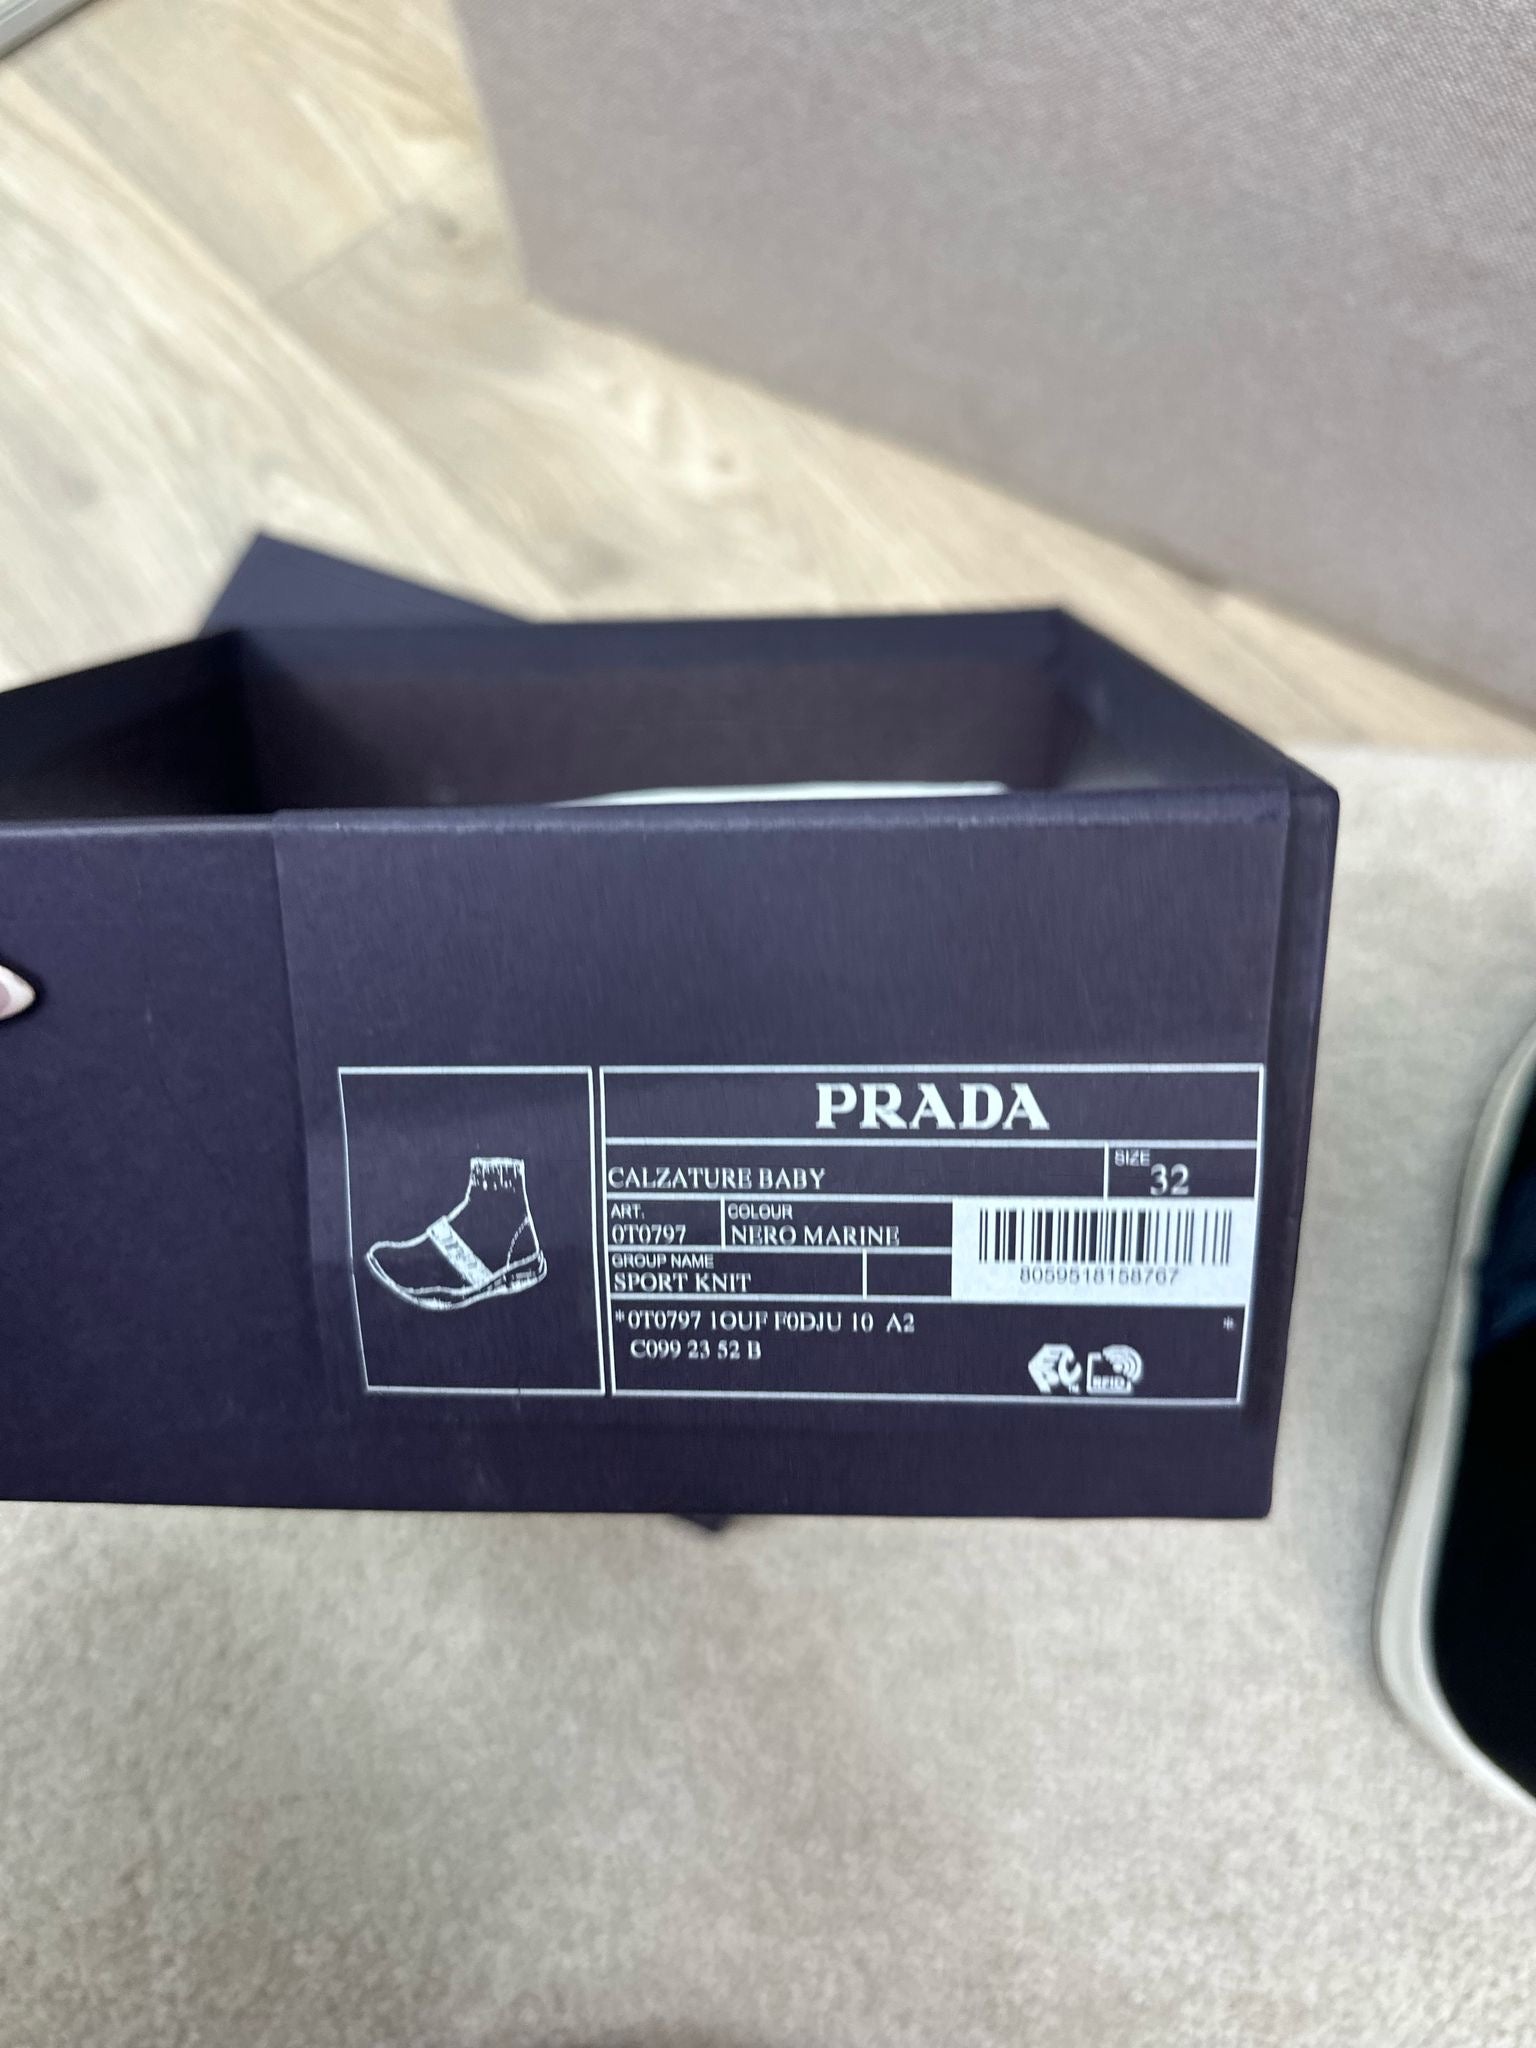 PRADA
CALZATURE BABY
SIZE 32
ART. 0T0797
COLOUR NERO MARINE
GROUP NAME
SPORT KNIT
8059518158767
*0T0797 1OUF F0DJU 10 A2 *
C099 23 52 B
RFID